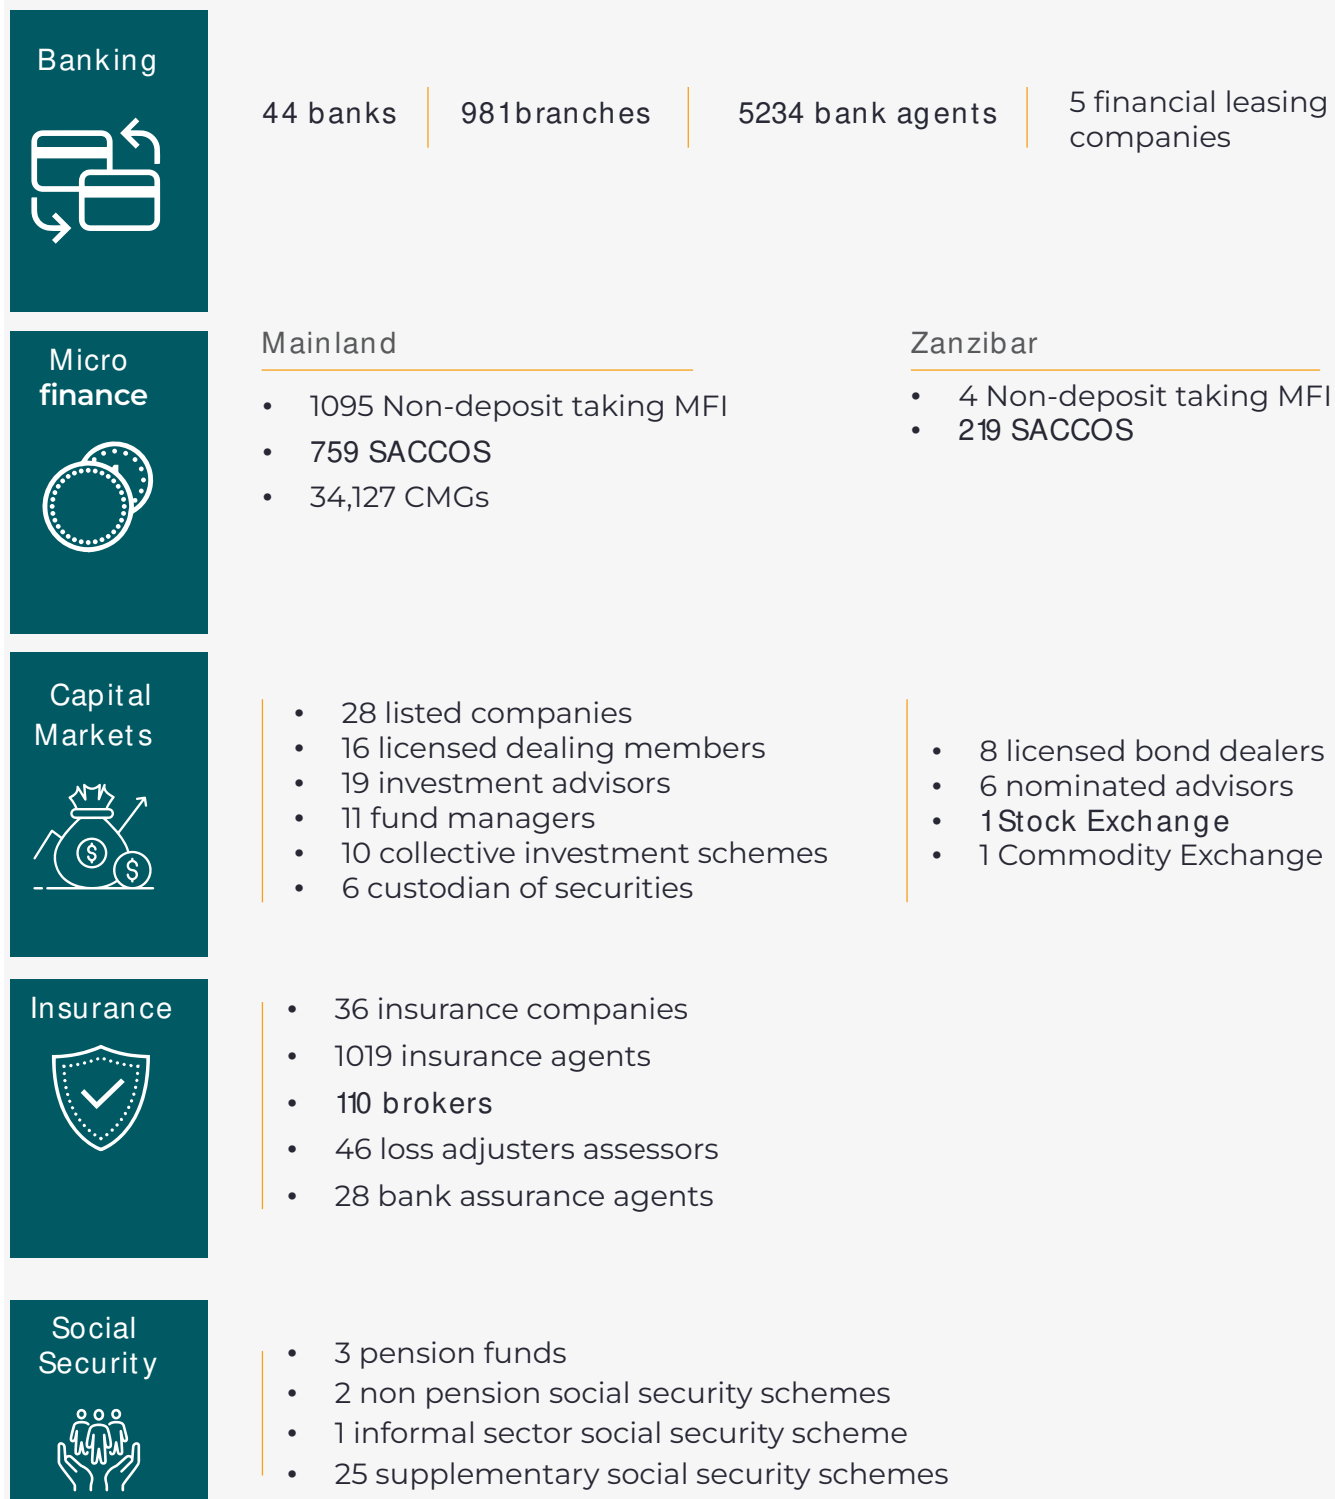 Banking
44 banks
981 branches
5234 bank agents
5 financial leasing
companies
Micro
finance
Mainland
• 1095 Non-deposit taking MFI
• 759 SACCOS
• 34,127 CMGs
Zanzibar
• 4 Non-deposit taking MFI
• 219 SACCOS
Capital
Markets
• 28 listed companies
• 16 licensed dealing members
• 19 investment advisors
• 11 fund managers
• 10 collective investment schemes
• 6 custodian of securities
• 8 licensed bond dealers
• 6 nominated advisors
• 1 Stock Exchange
• 1 Commodity Exchange
Insurance
• 36 insurance companies
• 1019 insurance agents
• 110 brokers
• 46 loss adjusters assessors
• 28 bank assurance agents
Social
Security
• 3 pension funds
• 2 non pension social security schemes
• 1 informal sector social security scheme
• 25 supplementary social security schemes